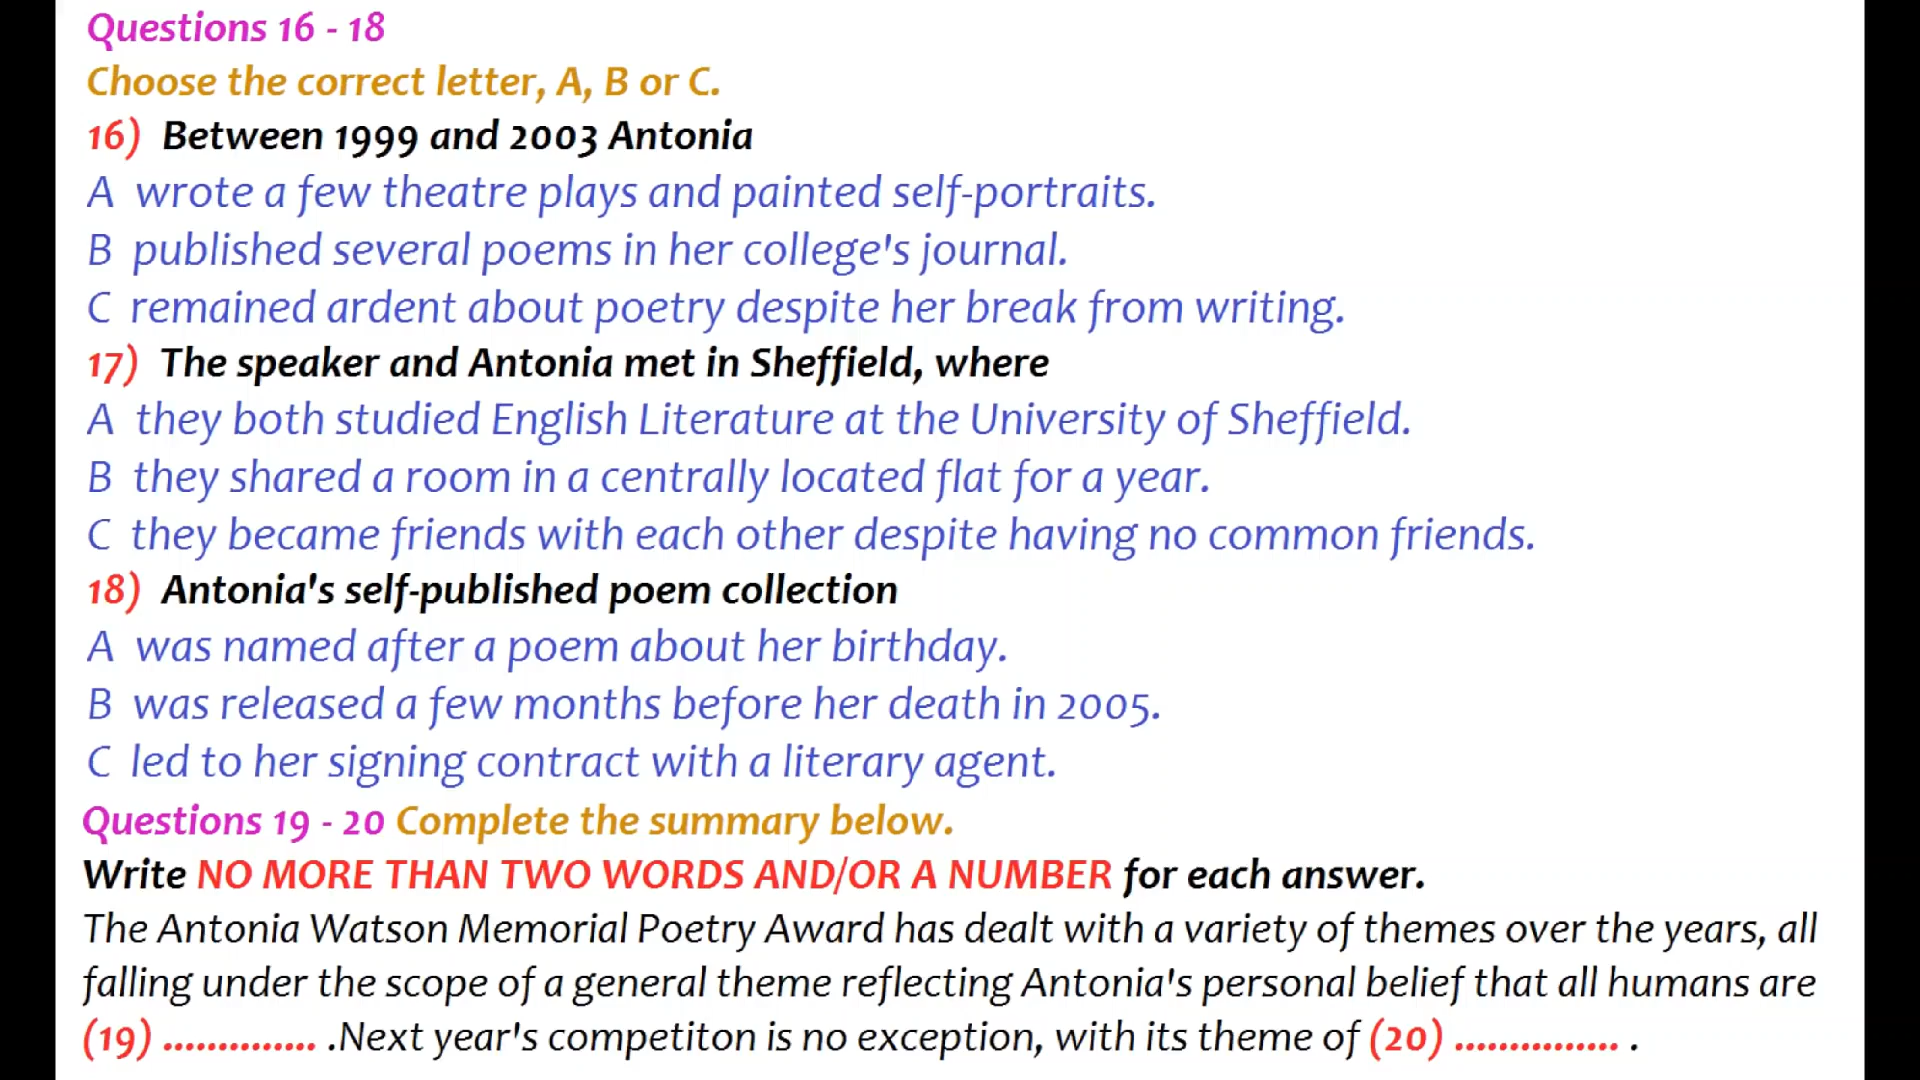 Questions 16 - 18
Choose the correct letter, A, B or C.
16) Between 1999 and 2003 Antonia
A wrote a few theatre plays and painted self-portraits.
B published several poems in her college's journal.
C remained ardent about poetry despite her break from writing.
17) The speaker and Antonia met in Sheffield, where
A they both studied English Literature at the University of Sheffield.
B they shared a room in a centrally located flat for a year.
C they became friends with each other despite having no common friends.
18) Antonia's self-published poem collection
A was named after a poem about her birthday.
B was released a few months before her death in 2005.
C led to her signing contract with a literary agent.
Questions 19 - 20 Complete the summary below.
Write NO MORE THAN TWO WORDS AND/OR A NUMBER for each answer.
The Antonia Watson Memorial Poetry Award has dealt with a variety of themes over the years, all
falling under the scope of a general theme reflecting Antonia's personal belief that all humans are
(19) .............. .Next year's competiton is no exception, with its theme of (20) ............... .